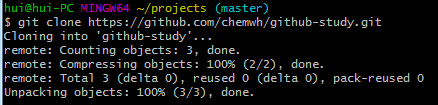 hui@hui-PC MINGW64 ~/projects (master)
$ git clone https://github.com/chemwh/github-study.git
Cloning into 'github-study'...
remote: Counting objects: 3, done.
remote: Compressing objects: 100% (2/2), done.
remote: Total 3 (delta 0), reused 0 (delta 0), pack-reused 0
Unpacking objects: 100% (3/3), done.